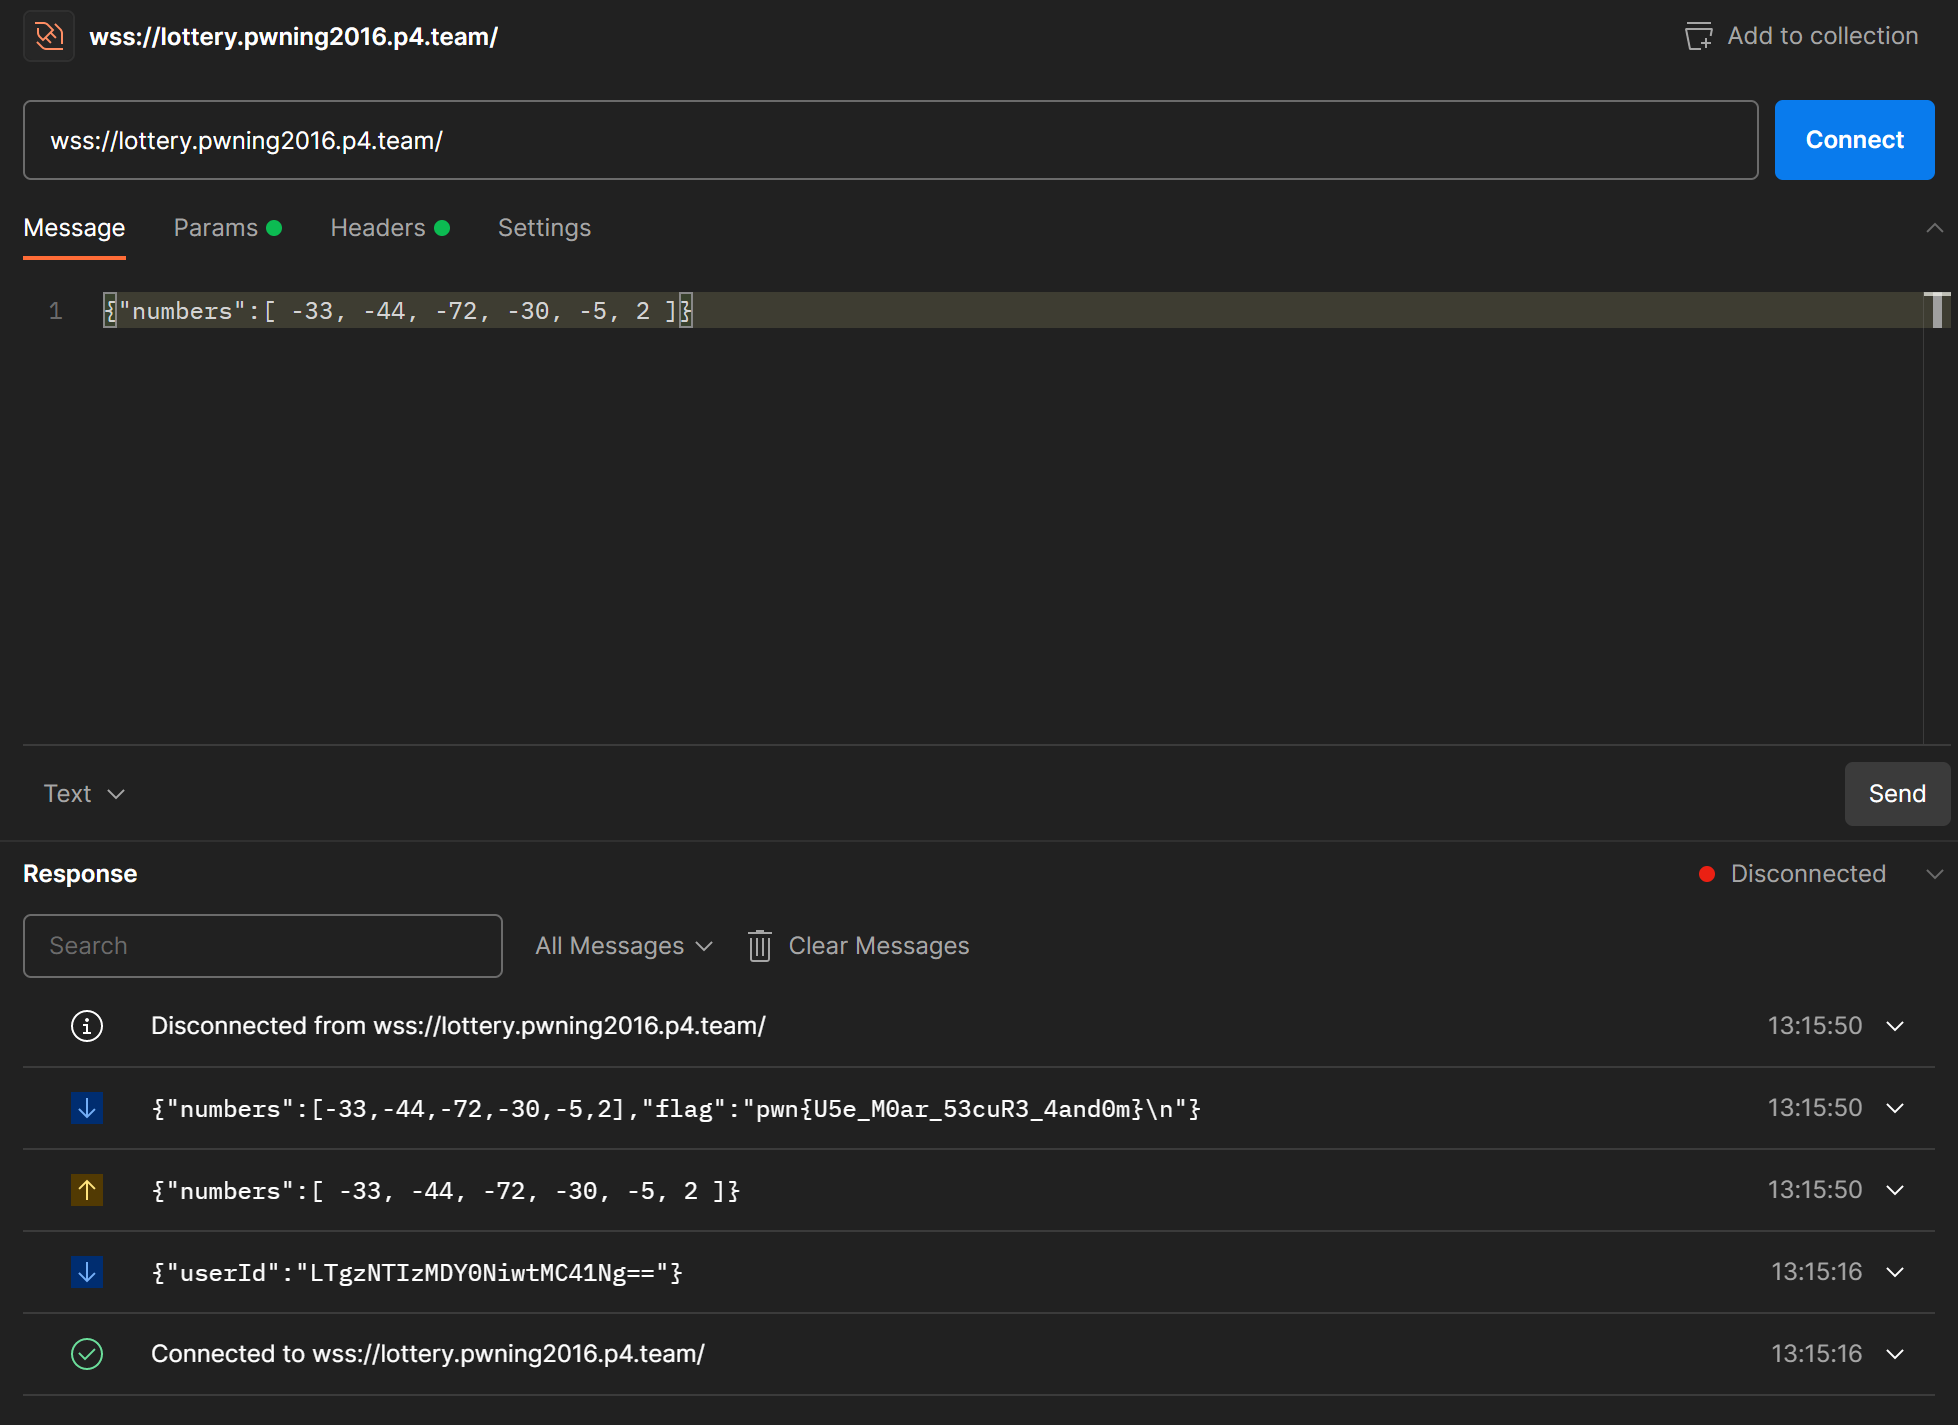 wss://lottery.pwning2016.p4.team/
Add to collection
wss://lottery.pwning2016.p4.team/
Connect
Message Params Headers Settings
1 {"numbers":[ -33, -44, -72, -30, -5, 2 ]}
Text
Send
Response
Disconnected
Search
All Messages
Clear Messages
Disconnected from wss://lottery.pwning2016.p4.team/ 13:15:50
{"numbers":[-33,-44,-72,-30,-5,2],"flag":"pwn{U5e_M0ar_53cuR3_4and0m}\n"} 13:15:50
{"numbers":[ -33, -44, -72, -30, -5, 2 ]} 13:15:50
{"userId":"LTgzNTIzMDY0NiwtMC41Ng=="} 13:15:16
Connected to wss://lottery.pwning2016.p4.team/ 13:15:16